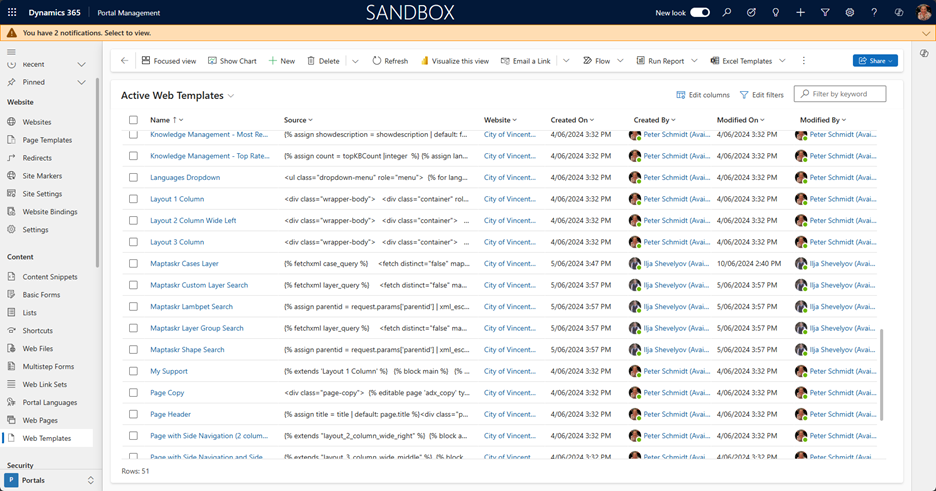 Dynamics 365 Portal Management SANDBOX New look
You have 2 notifications. Select to view.
Recent
Pinned
Website
Websites
Page Templates
Redirects
Site Markers
Site Settings
Website Bindings
Settings
Content
Content Snippets
Basic Forms
Lists
Shortcuts
Web Files
Multistep Forms
Web Link Sets
Portal Languages
Web Pages
Web Templates
Security
P Portals
Focused view Show Chart New Delete Refresh Visualize this view Email a Link Flow Run Report Excel Templates Share
Active Web Templates Edit columns Edit filters Filter by keyword
Name ↑ Source Website Created On Created By Modified On Modified By
Knowledge Management - Most Re... {% assign showdescription = showdescription | default: f... City of Vincent... 4/06/2024 3:32 PM Peter Schmidt (Avai... 4/06/2024 3:32 PM Peter Schmidt (Avai...
Knowledge Management - Top Rate... {% assign count = topKBCount |integer %} {% assign lan... City of Vincent... 4/06/2024 3:32 PM Peter Schmidt (Avai... 4/06/2024 3:32 PM Peter Schmidt (Avai...
Languages Dropdown <ul class="dropdown-menu" role="menu"> {% for lang... City of Vincent... 4/06/2024 3:32 PM Peter Schmidt (Avai... 4/06/2024 3:32 PM Peter Schmidt (Avai...
Layout 1 Column <div class="wrapper-body"> <div class="container" rol... City of Vincent... 4/06/2024 3:32 PM Peter Schmidt (Avai... 4/06/2024 3:32 PM Peter Schmidt (Avai...
Layout 2 Column Wide Left <div class="wrapper-body"> <div class="container"> ... City of Vincent... 4/06/2024 3:32 PM Peter Schmidt (Avai... 4/06/2024 3:32 PM Peter Schmidt (Avai...
Layout 3 Column <div class="wrapper-body"> <div class="container"> ... City of Vincent... 4/06/2024 3:32 PM Peter Schmidt (Avai... 4/06/2024 3:32 PM Peter Schmidt (Avai...
Maptaskr Cases Layer {% fetchxml case_query %} <fetch distinct="false" map... City of Vincent... 5/06/2024 3:47 PM Ilja Shevelyov (Avai... 10/06/2024 2:40 PM Ilja Shevelyov (Avai...
Maptaskr Custom Layer Search {% fetchxml layer_query %} <fetch distinct="false" ma... City of Vincent... 5/06/2024 3:57 PM Ilja Shevelyov (Avai... 5/06/2024 3:57 PM Ilja Shevelyov (Avai...
Maptaskr Lambpet Search {% assign parentid = request.params['parentid'] | xml_esc... City of Vincent... 5/06/2024 3:57 PM Ilja Shevelyov (Avai... 5/06/2024 3:57 PM Ilja Shevelyov (Avai...
Maptaskr Layer Group Search {% fetchxml layer_query %} <fetch distinct="false" ma... City of Vincent... 5/06/2024 3:57 PM Ilja Shevelyov (Avai... 5/06/2024 3:57 PM Ilja Shevelyov (Avai...
Maptaskr Shape Search {% assign parentid = request.params['parentid'] | xml_esc... City of Vincent... 5/06/2024 3:57 PM Ilja Shevelyov (Avai... 5/06/2024 3:57 PM Ilja Shevelyov (Avai...
My Support {% extends 'Layout 1 Column' %} {% block main %} {% ... City of Vincent... 4/06/2024 3:32 PM Peter Schmidt (Avai... 4/06/2024 3:32 PM Peter Schmidt (Avai...
Page Copy <div class="page-copy"> {% editable page 'adx_copy' ty... City of Vincent... 4/06/2024 3:32 PM Peter Schmidt (Avai... 4/06/2024 3:32 PM Peter Schmidt (Avai...
Page Header {% assign title = title | default: page.title %}<div class="p... City of Vincent... 4/06/2024 3:32 PM Peter Schmidt (Avai... 4/06/2024 3:32 PM Peter Schmidt (Avai...
Page with Side Navigation (2 colum... {% extends "layout_2_column_wide_right" %} {% block a... City of Vincent... 4/06/2024 3:32 PM Peter Schmidt (Avai... 4/06/2024 3:32 PM Peter Schmidt (Avai...
Page with Side Navigation and Side... {% extends "layout_3_column_wide_middle" %} {% block... City of Vincent... 4/06/2024 3:32 PM Peter Schmidt (Avai... 4/06/2024 3:32 PM Peter Schmidt (Avai...
Rows: 51